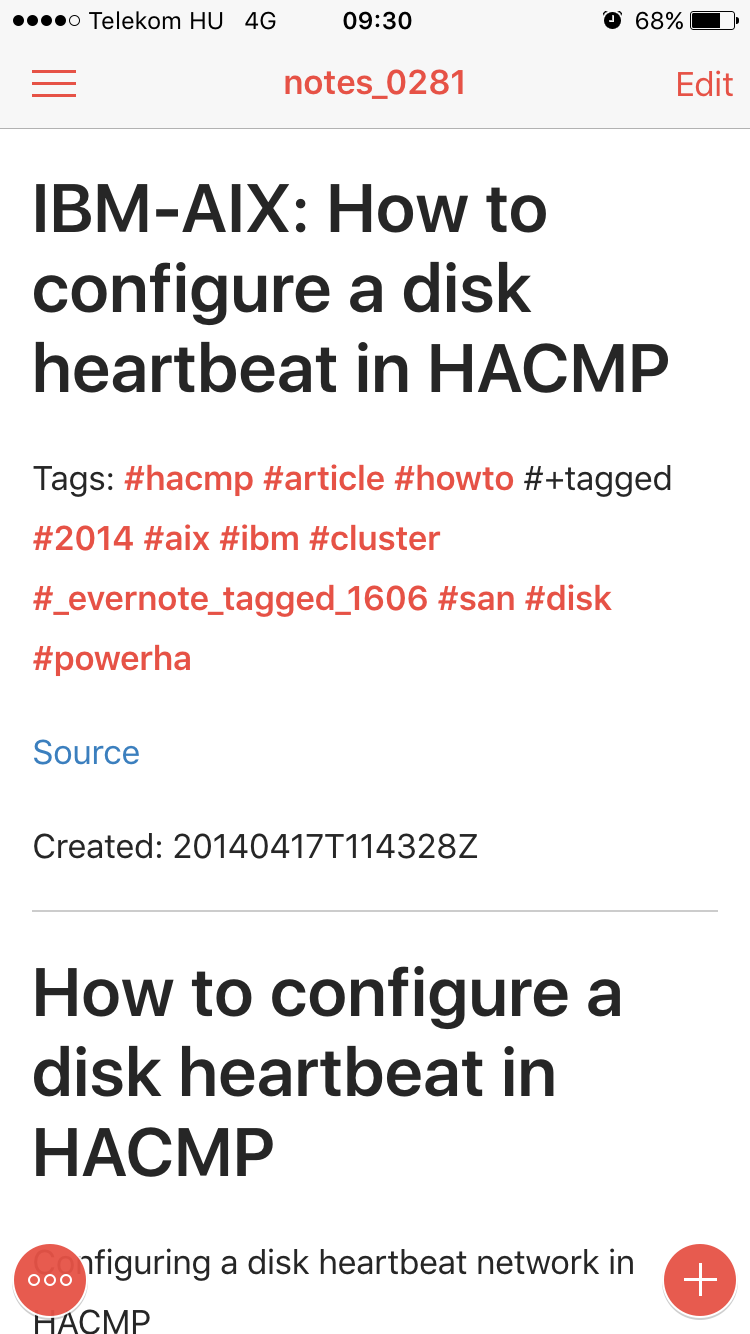 Telekom HU 4G 09:30 68%
notes_0281 Edit
IBM-AIX: How to
configure a disk
heartbeat in HACMP
Tags: #hacmp #article #howto #+tagged
#2014 #aix #ibm #cluster
#_evernote_tagged_1606 #san #disk
#powerha
Source
Created: 20140417T114328Z
How to configure a
disk heartbeat in
HACMP
Configuring a disk heartbeat network in
HACMP